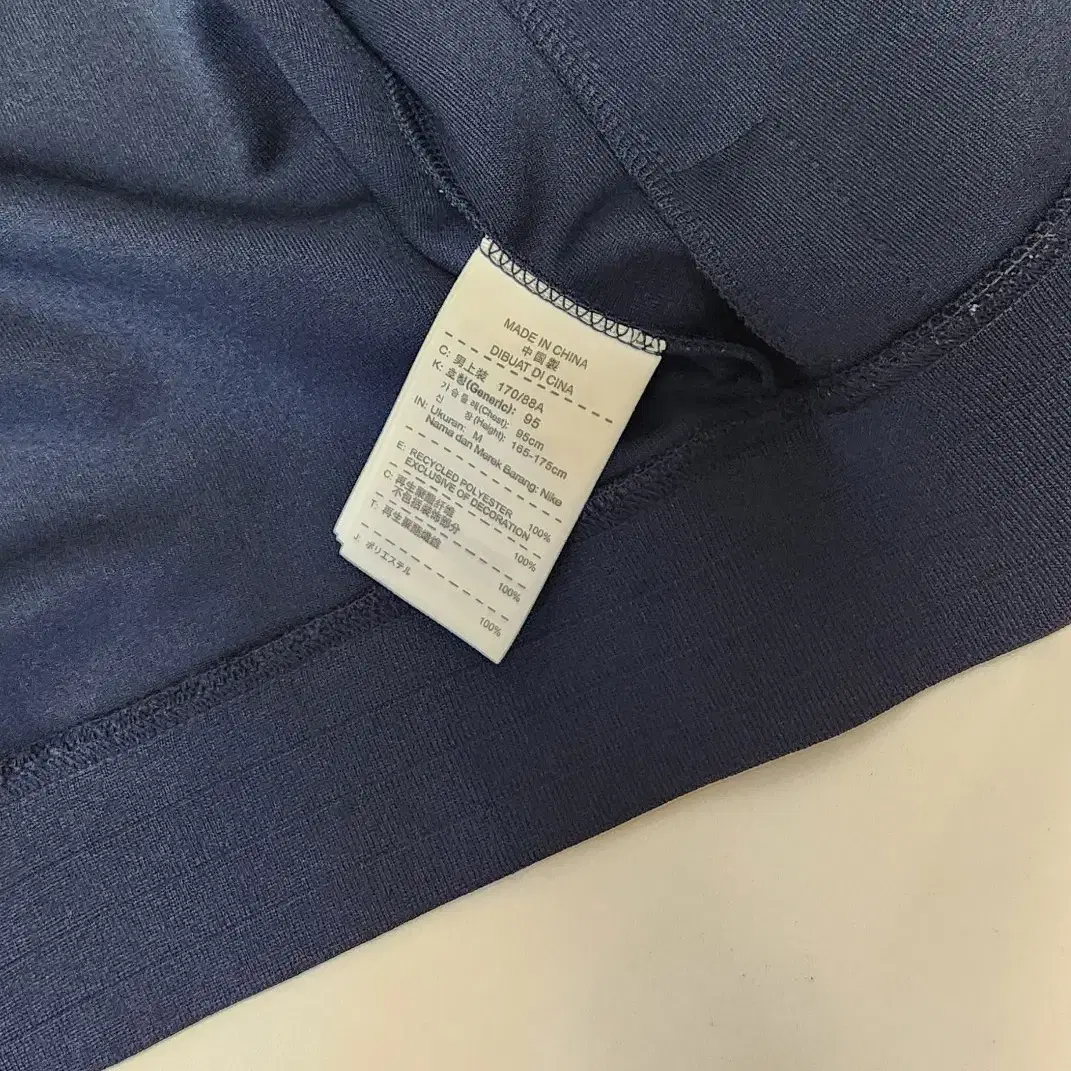 MADE IN CHINA
中國製
DIBUAT DI CINA
C: 男上裝 170/88A
K: 호칭(Generic): 95
가슴둘레(Chest): 95cm
신 장(Height): 165-175cm
IN: Ukuran: M
Nama dan Merek Barang: Nike
E: RECYCLED POLYESTER 100%
EXCLUSIVE OF DECORATION
C: 再生聚酯纤维 100%
不包括装饰部分
T: 再生聚酯纖維 100%
J: ポリエステル 100%